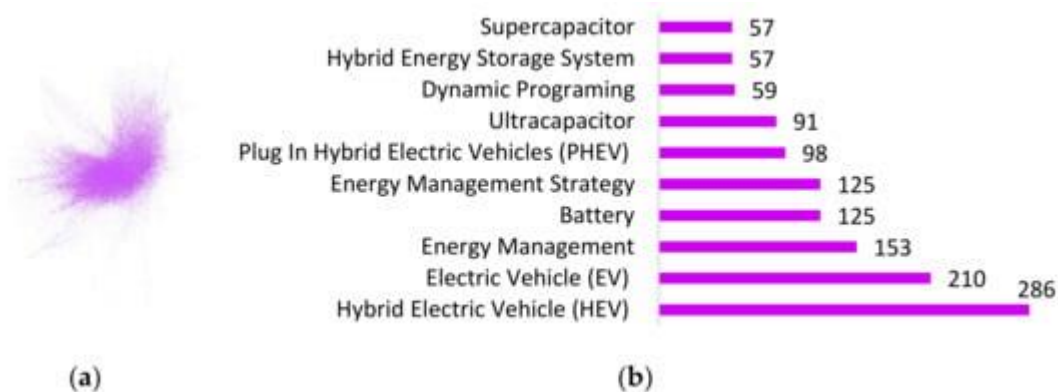 Supercapacitor 57
Hybrid Energy Storage System 57
Dynamic Programing 59
Ultracapacitor 91
Plug In Hybrid Electric Vehicles (PHEV) 98
Energy Management Strategy 125
Battery 125
Energy Management 153
Electric Vehicle (EV) 210
Hybrid Electric Vehicle (HEV) 286
(a) (b)